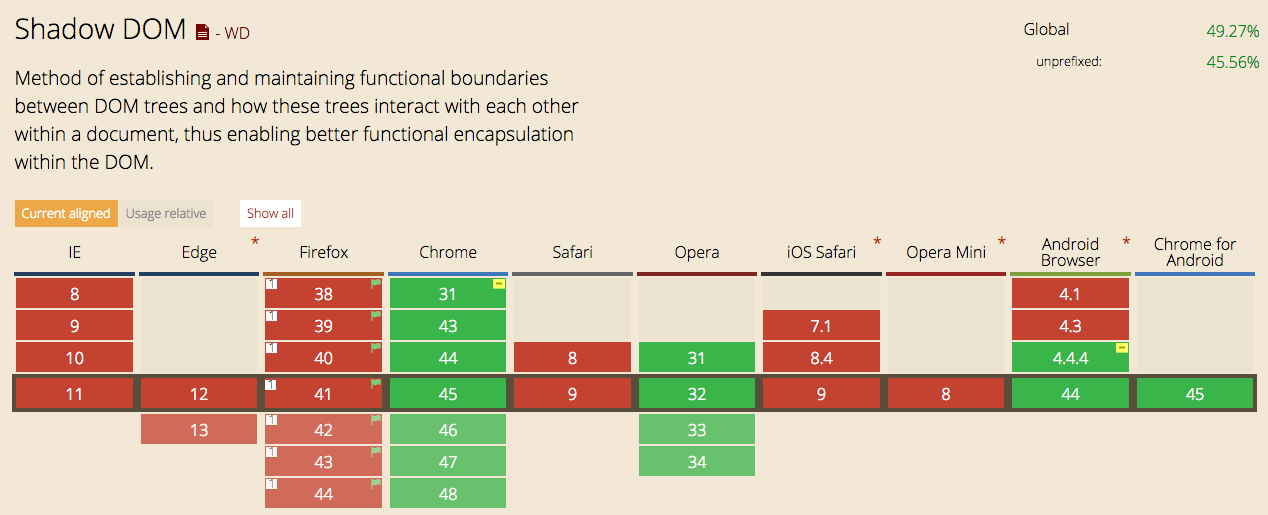 Shadow DOM - WD
Global 49.27%
unprefixed: 45.56%
Method of establishing and maintaining functional boundaries
between DOM trees and how these trees interact with each other
within a document, thus enabling better functional encapsulation
within the DOM.
Current aligned Usage relative Show all
IE Edge * Firefox Chrome Safari Opera iOS Safari * Opera Mini * Android Browser * Chrome for Android
8 1 38 31 4.1
9 1 39 43 7.1 4.3
10 1 40 44 8 31 8.4 4.4.4
11 12 1 41 45 9 32 9 8 44 45
13 1 42 46 33
1 43 47 34
1 44 48